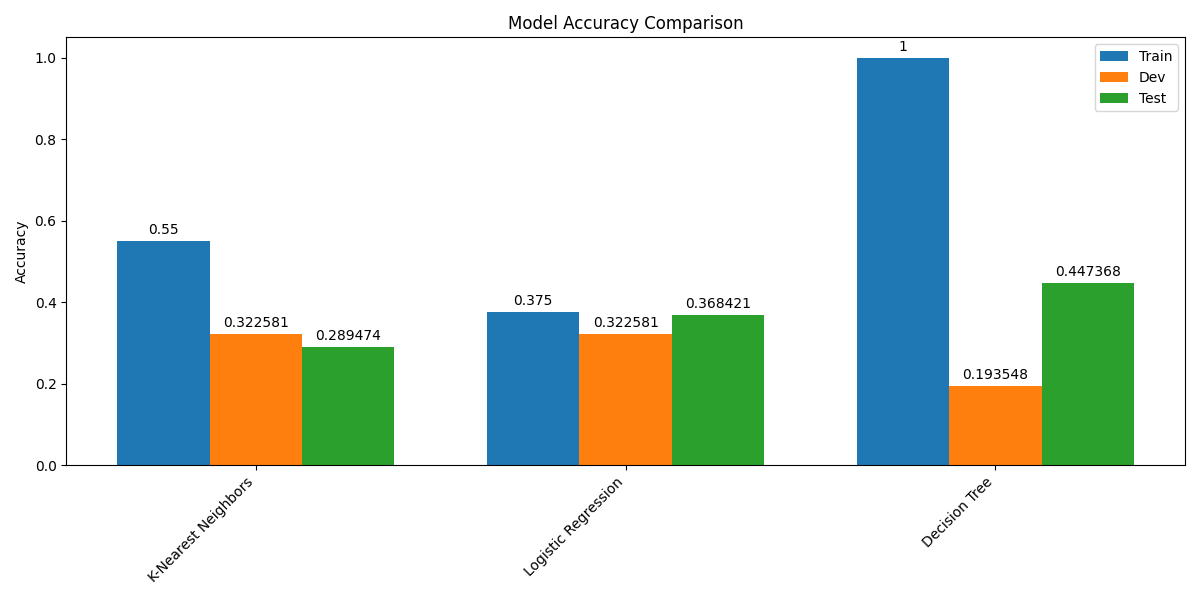 Model Accuracy Comparison
Train
Dev
Test
Accuracy
1.0
0.8
0.6
0.4
0.2
0.0
0.55
0.322581
0.289474
0.375
0.322581
0.368421
1
0.193548
0.447368
K-Nearest Neighbors
Logistic Regression
Decision Tree